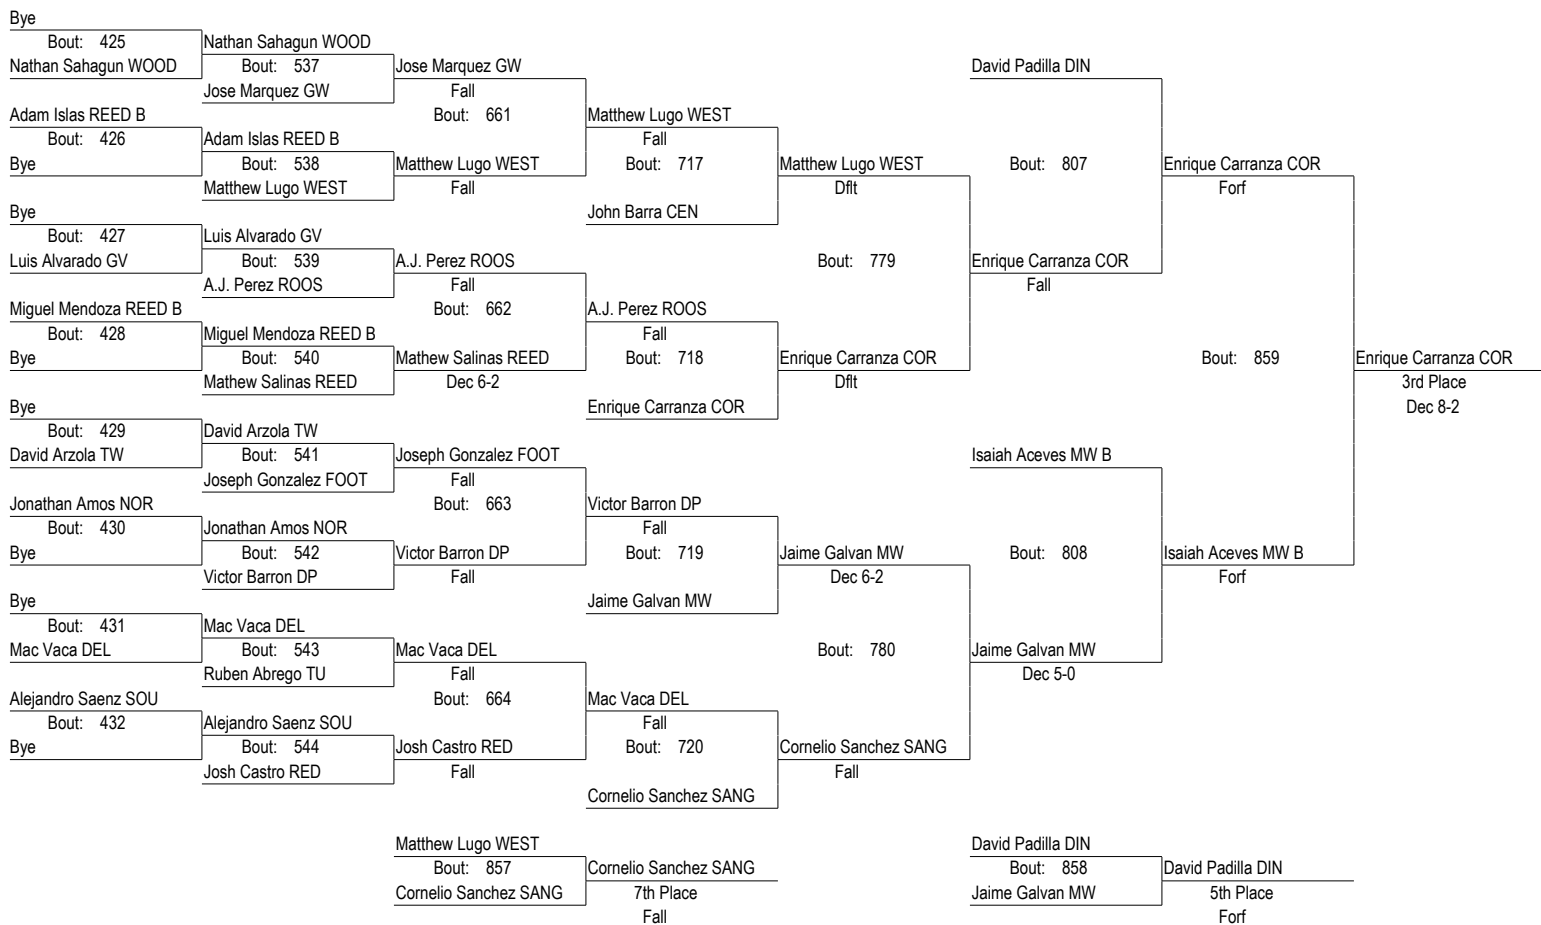 Bye
Bout: 425
Nathan Sahagun WOOD
Nathan Sahagun WOOD
Bout: 537
Jose Marquez GW
Jose Marquez GW
Fall
Bout: 661
Adam Islas REED B
Bout: 426
Bye
Adam Islas REED B
Bout: 538
Matthew Lugo WEST
Matthew Lugo WEST
Fall
Matthew Lugo WEST
Fall
Bout: 717
John Barra CEN
Matthew Lugo WEST
Dflt
Bye
Bout: 427
Luis Alvarado GV
Luis Alvarado GV
Bout: 539
A.J. Perez ROOS
A.J. Perez ROOS
Fall
Bout: 662
Miguel Mendoza REED B
Bout: 428
Bye
Miguel Mendoza REED B
Bout: 540
Mathew Salinas REED
Mathew Salinas REED
Dec 6-2
A.J. Perez ROOS
Fall
Bout: 718
Enrique Carranza COR
Enrique Carranza COR
Dflt
Bout: 779
Enrique Carranza COR
Fall
David Padilla DIN
Bout: 807
Enrique Carranza COR
Forf
Bye
Bout: 429
David Arzola TW
David Arzola TW
Bout: 541
Joseph Gonzalez FOOT
Joseph Gonzalez FOOT
Fall
Bout: 663
Jonathan Amos NOR
Bout: 430
Bye
Jonathan Amos NOR
Bout: 542
Victor Barron DP
Victor Barron DP
Fall
Victor Barron DP
Fall
Bout: 719
Jaime Galvan MW
Jaime Galvan MW
Dec 6-2
Bye
Bout: 431
Mac Vaca DEL
Mac Vaca DEL
Bout: 543
Ruben Abrego TU
Mac Vaca DEL
Fall
Bout: 664
Alejandro Saenz SOU
Bout: 432
Bye
Alejandro Saenz SOU
Bout: 544
Josh Castro RED
Josh Castro RED
Fall
Mac Vaca DEL
Fall
Bout: 720
Cornelio Sanchez SANG
Cornelio Sanchez SANG
Fall
Bout: 780
Jaime Galvan MW
Dec 5-0
Isaiah Aceves MW B
Bout: 808
Isaiah Aceves MW B
Forf
Bout: 859
Enrique Carranza COR
3rd Place
Dec 8-2
Matthew Lugo WEST
Bout: 857
Cornelio Sanchez SANG
Cornelio Sanchez SANG
7th Place
Fall
David Padilla DIN
Bout: 858
Jaime Galvan MW
David Padilla DIN
5th Place
Forf